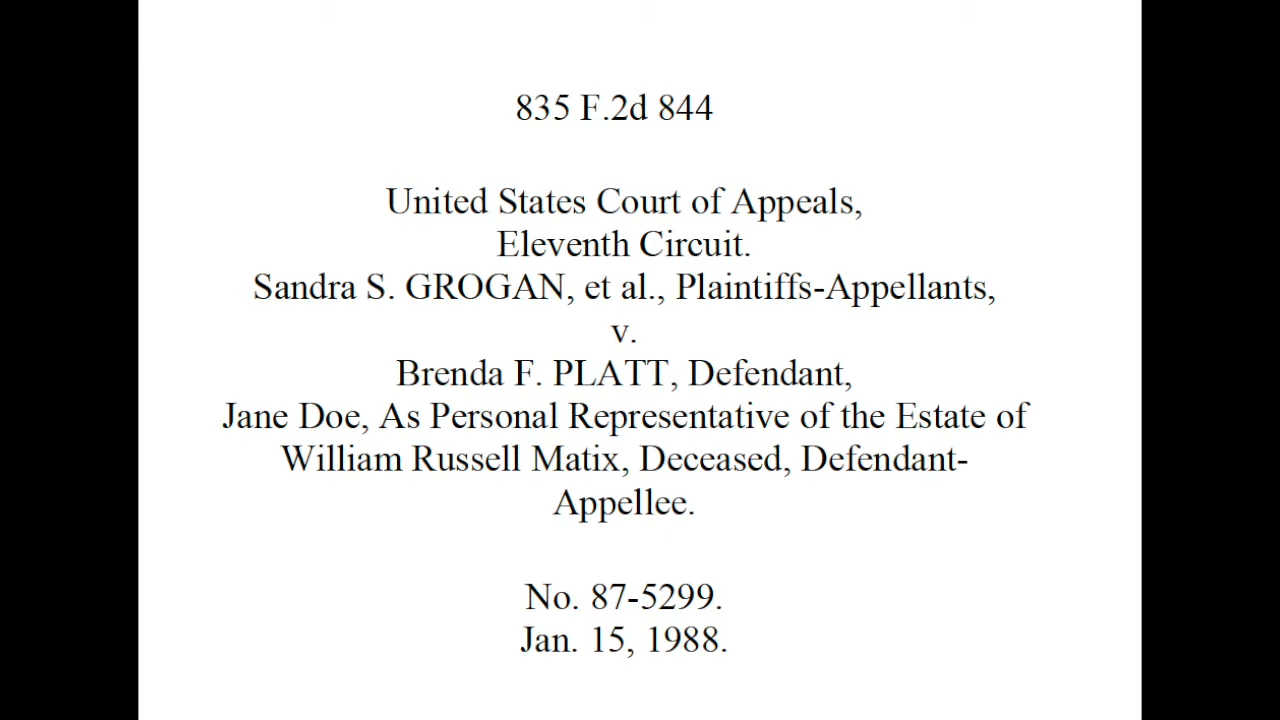 835 F.2d 844
United States Court of Appeals,
Eleventh Circuit.
Sandra S. GROGAN, et al., Plaintiffs-Appellants,
v.
Brenda F. PLATT, Defendant,
Jane Doe, As Personal Representative of the Estate of
William Russell Matix, Deceased, Defendant-
Appellee.
No. 87-5299.
Jan. 15, 1988.